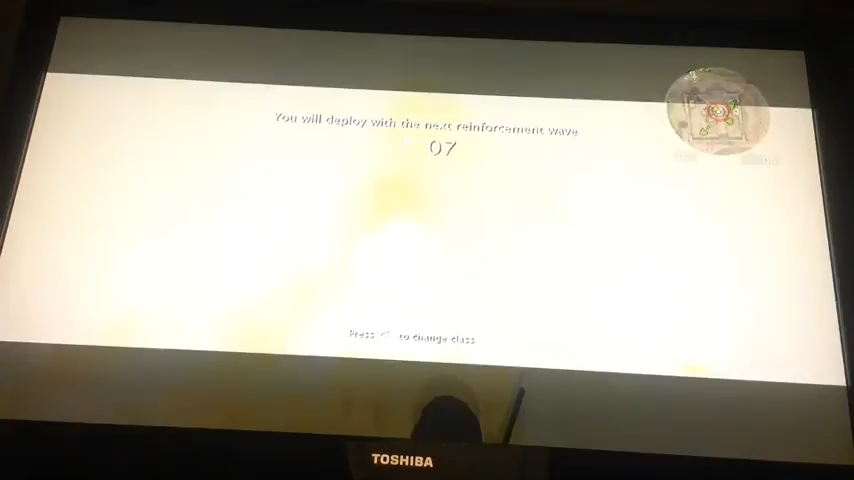 You will deploy with the next reinforcement wave
07
Press to change class
TOSHIBA